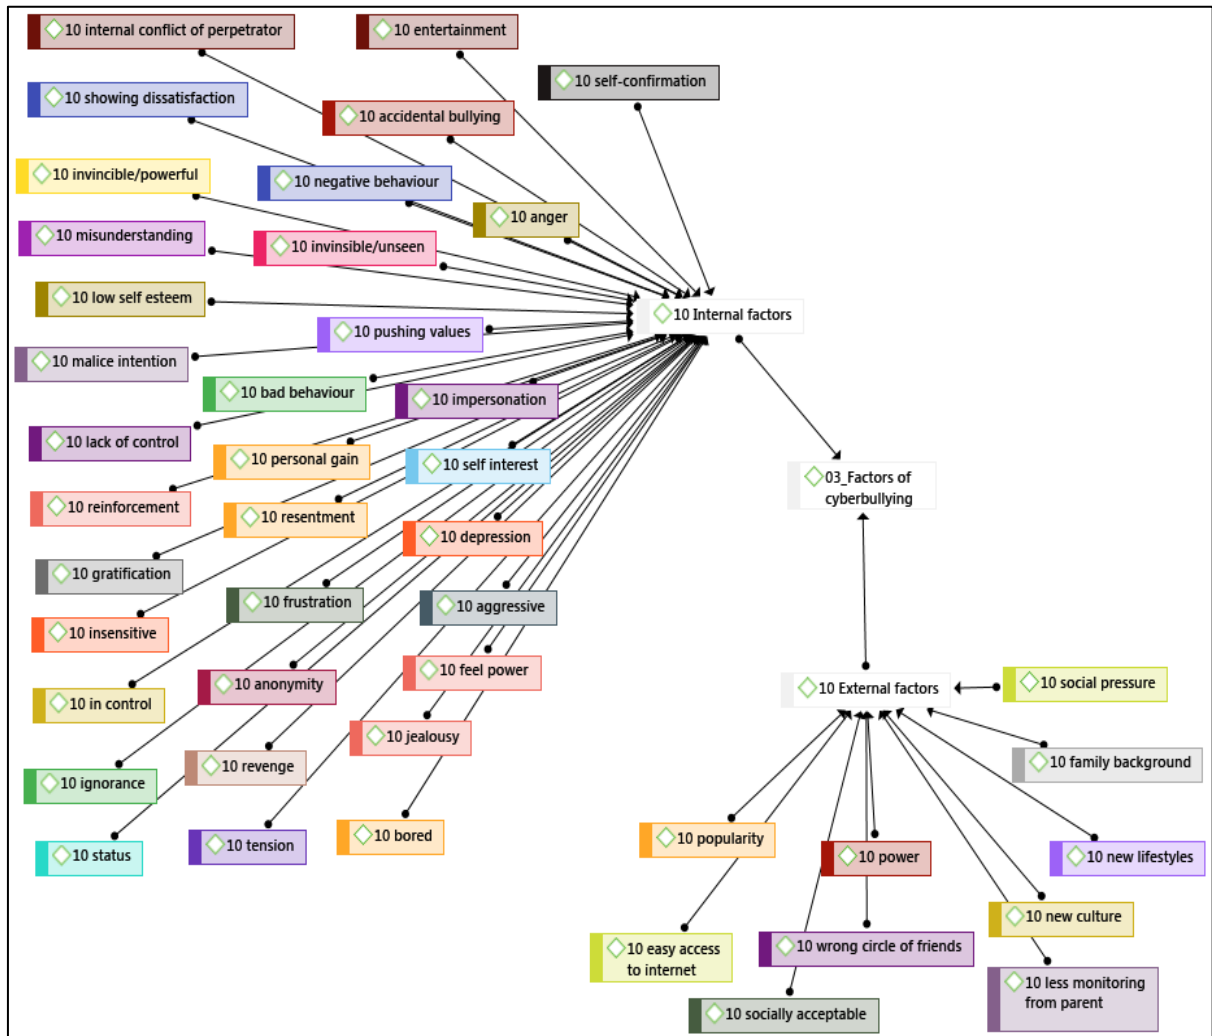 10 internal conflict of perpetrator
10 entertainment
10 self-confirmation
10 showing dissatisfaction
10 accidental bullying
10 invincible/powerful
10 negative behaviour
10 anger
10 misunderstanding
10 invinsible/unseen
10 low self esteem
10 Internal factors
10 pushing values
10 malice intention
10 bad behaviour
10 impersonation
10 lack of control
10 personal gain
10 self interest
03_Factors of
cyberbullying
10 reinforcement
10 resentment
10 depression
10 gratification
10 frustration
10 aggressive
10 insensitive
10 feel power
10 anonymity
10 External factors
10 social pressure
10 in control
10 jealousy
10 revenge
10 family background
10 ignorance
10 bored
10 tension
10 popularity
10 status
10 power
10 new lifestyles
10 new culture
10 easy access
to internet
10 wrong circle of friends
10 less monitoring
from parent
10 socially acceptable